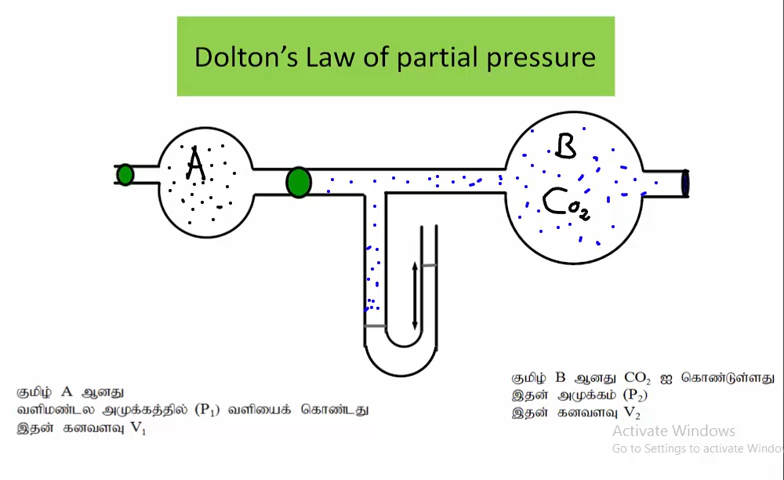 Dolton's Law of partial pressure
A
B
Co₂
குமிழ் A ஆனது
வளிமண்டல அமுக்கத்தில் (P₁) வளியைக் கொண்டது
இதன் கனவளவு V₁
குமிழ் B ஆனது CO₂ ஐ கொண்டுள்ளது
இதன் அமுக்கம் (P₂)
இதன் கனவளவு V₂
Activate Windows
Go to Settings to activate Windo